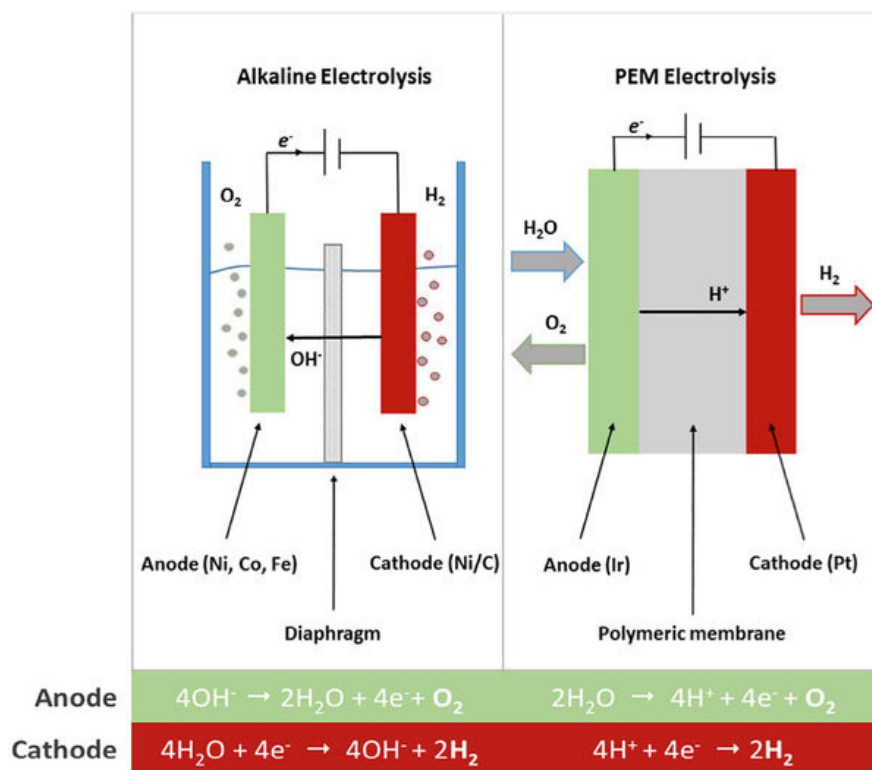 Alkaline Electrolysis
e⁻
O₂
H₂
OH⁻
Anode (Ni, Co, Fe)
Cathode (Ni/C)
Diaphragm
PEM Electrolysis
e⁻
H₂O
H₂
H⁺
O₂
Anode (Ir)
Cathode (Pt)
Polymeric membrane
Anode 4OH⁻ → 2H₂O + 4e⁻+ O₂ 2H₂O → 4H⁺ + 4e⁻ + O₂
Cathode 4H₂O + 4e⁻ → 4OH⁻ + 2H₂ 4H⁺ + 4e⁻ → 2H₂